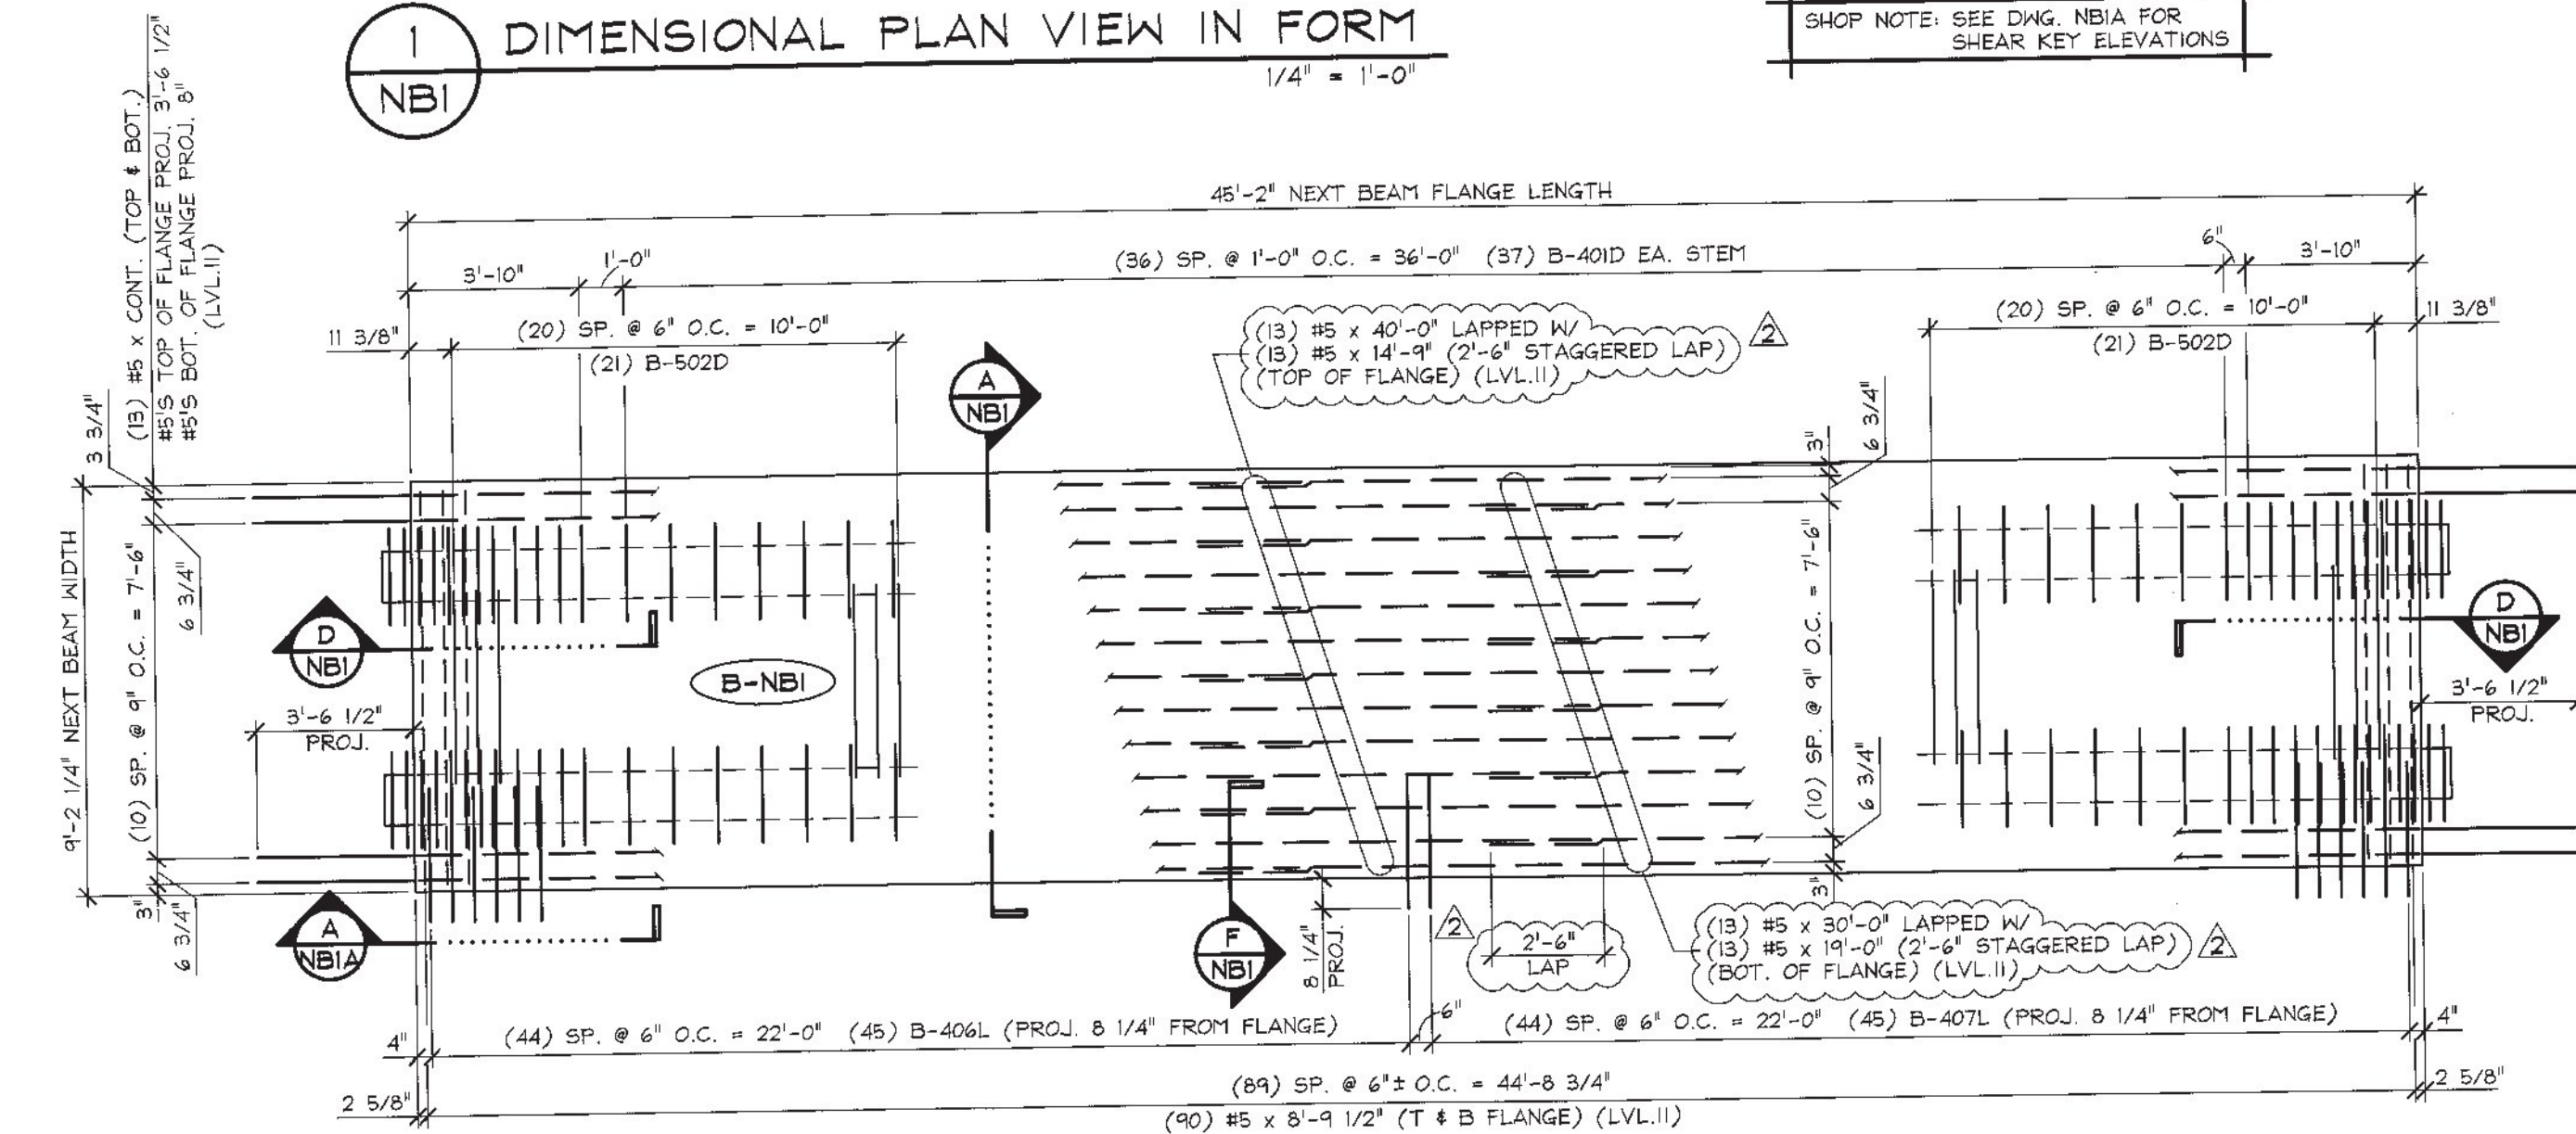 1
NB1
DIMENSIONAL PLAN VIEW IN FORM
1/4" = 1'-0"
SHOP NOTE: SEE DWG. NB1A FOR
SHEAR KEY ELEVATIONS
(13) #5 x CONT. (TOP & BOT.)
#5'S TOP OF FLANGE PROJ. 3'-6 1/2"
#5'S BOT. OF FLANGE PROJ. 8"
(LVL.II)
45'-2" NEXT BEAM FLANGE LENGTH
3'-10"
1'-0"
(36) SP. @ 1'-0" O.C. = 36'-0" (37) B-401D EA. STEM
6"
3'-10"
11 3/8"
(20) SP. @ 6" O.C. = 10'-0"
(21) B-502D
A
NB1
(13) #5 x 40'-0" LAPPED W/
(13) #5 x 14'-9" (2'-6" STAGGERED LAP)
(TOP OF FLANGE) (LVL.II)
2
(20) SP. @ 6" O.C. = 10'-0"
(21) B-502D
11 3/8"
3 3/4"
9'-2 1/4" NEXT BEAM WIDTH
(10) SP. @ 9" O.C. = 7'-6"
6 3/4"
3"
6 3/4"
D
NB1
3'-6 1/2"
PROJ.
B-NB1
A
NB1A
3"
6 3/4"
(10) SP. @ 9" O.C. = 7'-6"
6 3/4"
3"
D
NB1
3'-6 1/2"
PROJ.
F
NB1
8 1/4"
PROJ.
2
2'-6"
LAP
(13) #5 x 30'-0" LAPPED W/
(13) #5 x 19'-0" (2'-6" STAGGERED LAP)
(BOT. OF FLANGE) (LVL.II)
2
4"
(44) SP. @ 6" O.C. = 22'-0" (45) B-406L (PROJ. 8 1/4" FROM FLANGE)
6"
(44) SP. @ 6" O.C. = 22'-0" (45) B-407L (PROJ. 8 1/4" FROM FLANGE)
4"
2 5/8"
(89) SP. @ 6"± O.C. = 44'-8 3/4"
(90) #5 x 8'-9 1/2" (T & B FLANGE) (LVL.II)
2 5/8"